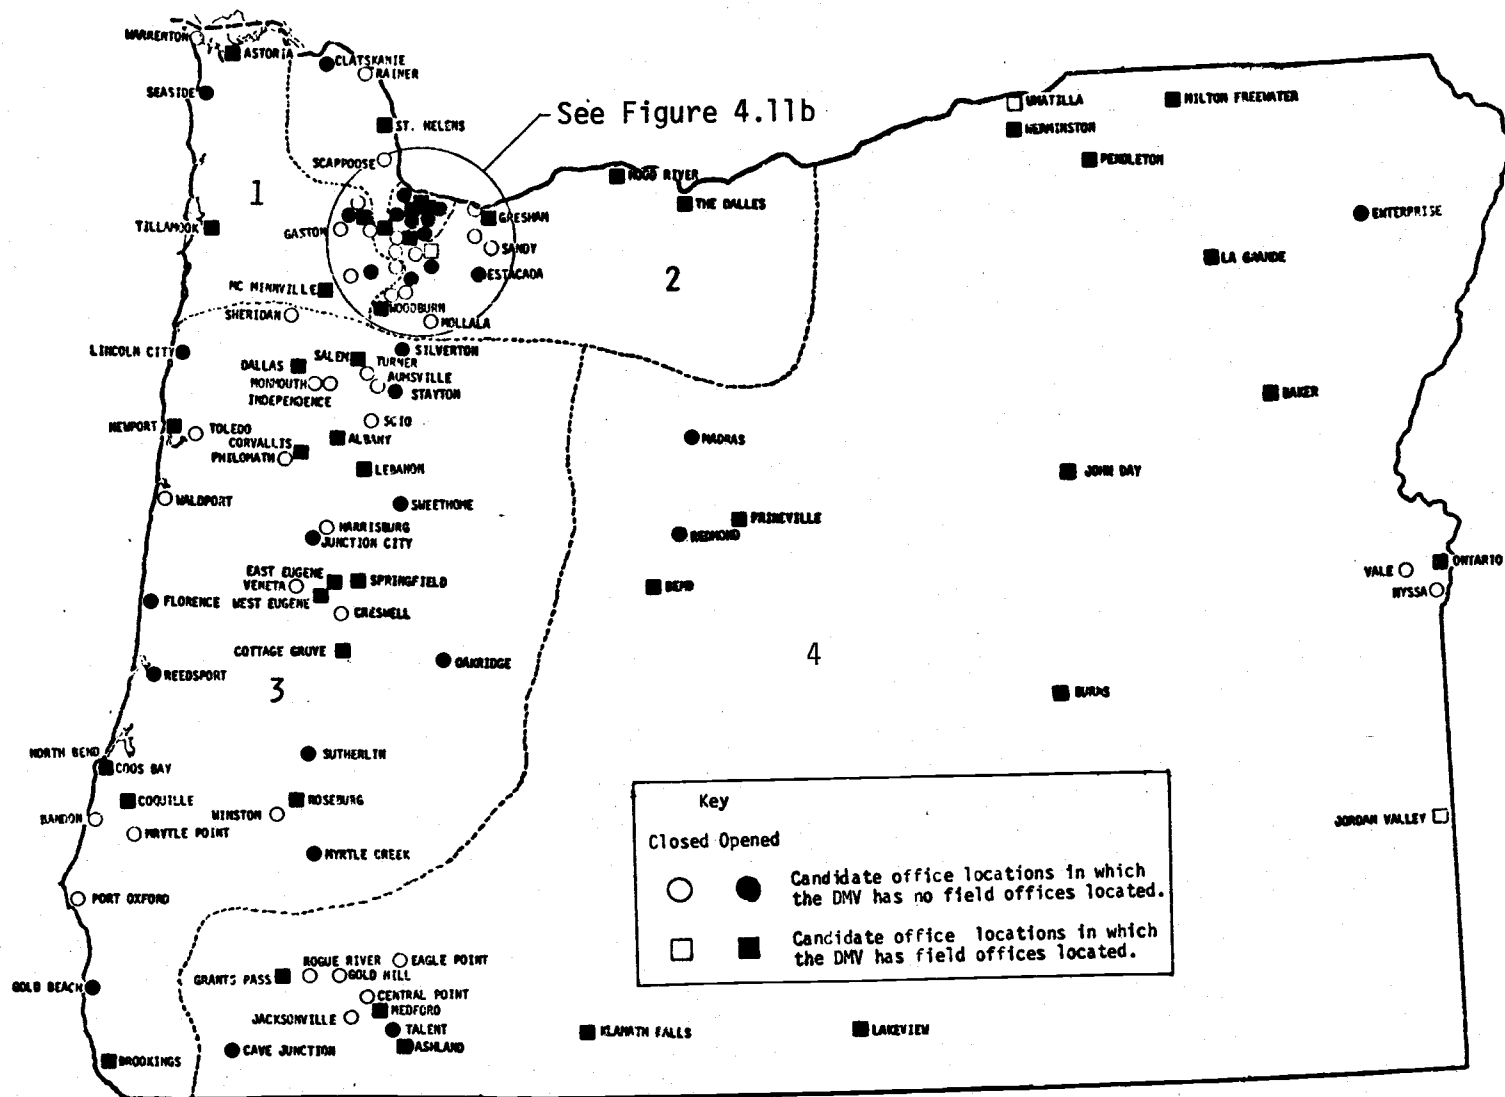 WARRENTON
ASTORIA
CLATSKANIE
RAINER
SEASIDE
See Figure 4.11b
UMATILLA
MILTON FREEWATER
ST. HELENS
HERMINSTON
SCAPPOOSE
PENDLETON
HOOD RIVER
1
THE DALLES
ENTERPRISE
TILLAMOOK
GASTON
GRESHAM
SANDY
LA GRANDE
ESTACADA
2
MC MINNVILLE
WOODBURN
SHERIDAN
MOLLALA
LINCOLN CITY
SILVERTON
SALEM
TURNER
DALLAS
AUMSVILLE
MONMOUTH
STAYTON
INDEPENDENCE
BAKER
SCIO
NEWPORT
TOLEDO
ALBANY
MADRAS
CORVALLIS
PHILOMATH
LEBANON
JOHN DAY
WALDPORT
SWEETHOME
PRINEVILLE
HARRISBURG
REDMOND
JUNCTION CITY
ONTARIO
EAST EUGENE
VALE
VENETA
SPRINGFIELD
BEND
NYSSA
FLORENCE
WEST EUGENE
CRESWELL
COTTAGE GROVE
4
OAKRIDGE
REEDSPORT
3
BURNS
NORTH BEND
SUTHERLIN
COOS BAY
COQUILLE
ROSEBURG
WINSTON
BANDON
MRYTLE POINT
JORDAN VALLEY
MYRTLE CREEK
PORT OXFORD
Key
Closed Opened
Candidate office locations in which
the DMV has no field offices located.
Candidate office locations in which
the DMV has field offices located.
ROGUE RIVER
EAGLE POINT
GRANTS PASS
GOLD HILL
GOLD BEACH
CENTRAL POINT
MEDFORD
JACKSONVILLE
TALENT
KLAMATH FALLS
LAKEVIEW
CAVE JUNCTION
ASHLAND
BROOKINGS